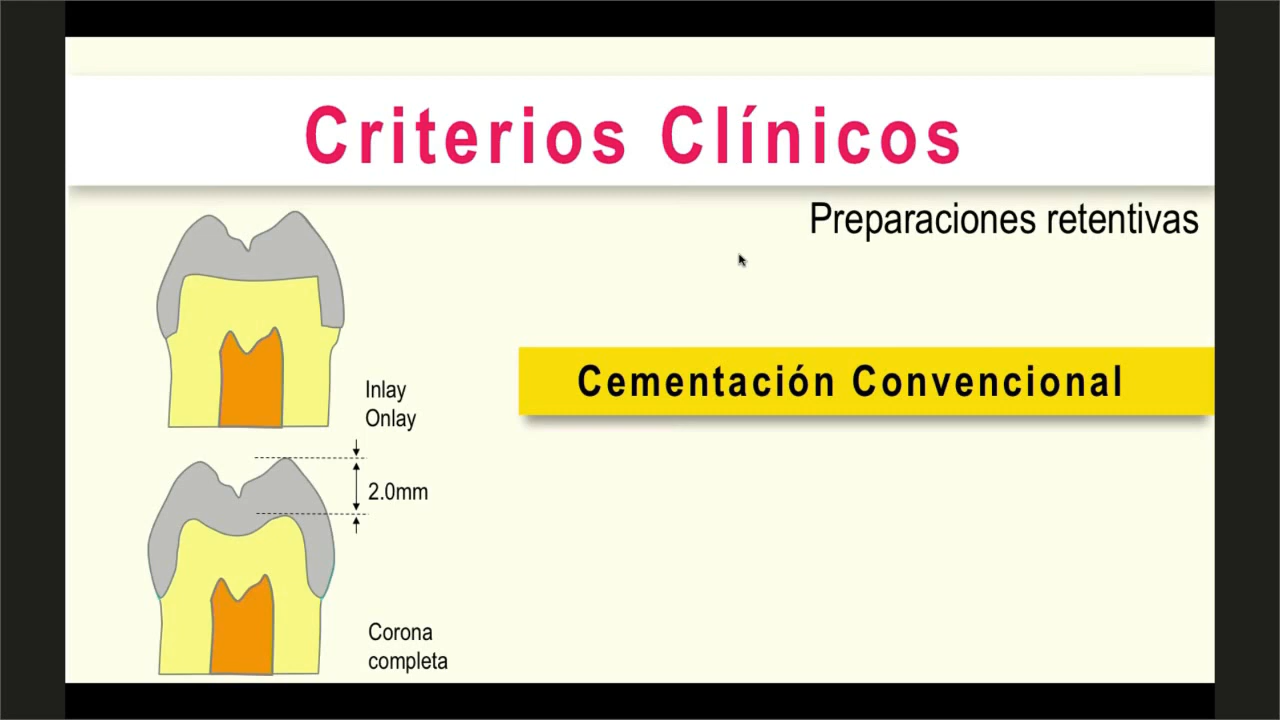 Criterios Clínicos
Preparaciones retentivas
Cementación Convencional
Inlay
Onlay
2.0mm
Corona
completa